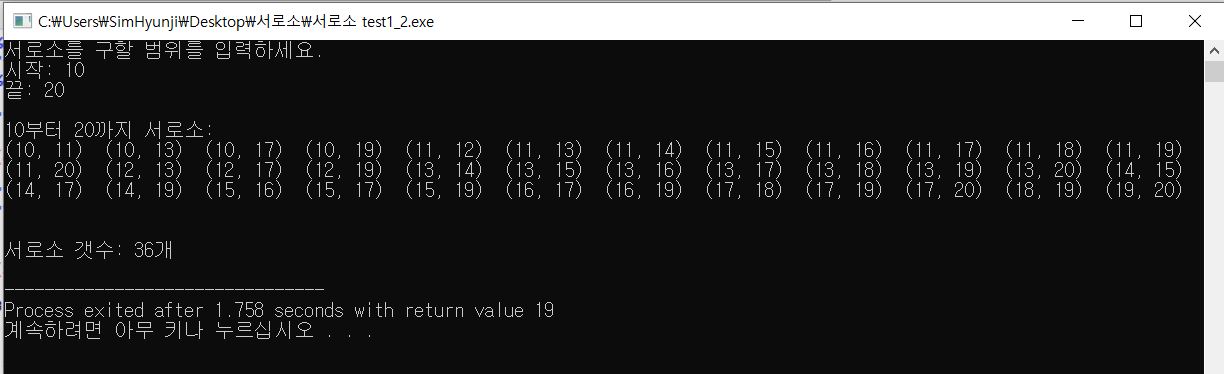 C:₩Users₩SimHyunji₩Desktop₩서로소₩서로소 test1_2.exe
서로소를 구할 범위를 입력하세요.
시작: 10
끝: 20
10부터 20까지 서로소:
(10, 11) (10, 13) (10, 17) (10, 19) (11, 12) (11, 13) (11, 14) (11, 15) (11, 16) (11, 17) (11, 18) (11, 19)
(11, 20) (12, 13) (12, 17) (12, 19) (13, 14) (13, 15) (13, 16) (13, 17) (13, 18) (13, 19) (13, 20) (14, 15)
(14, 17) (14, 19) (15, 16) (15, 17) (15, 19) (16, 17) (16, 19) (17, 18) (17, 19) (17, 20) (18, 19) (19, 20)
서로소 갯수: 36개
--------------------------------
Process exited after 1.758 seconds with return value 19
계속하려면 아무 키나 누르십시오 . . .